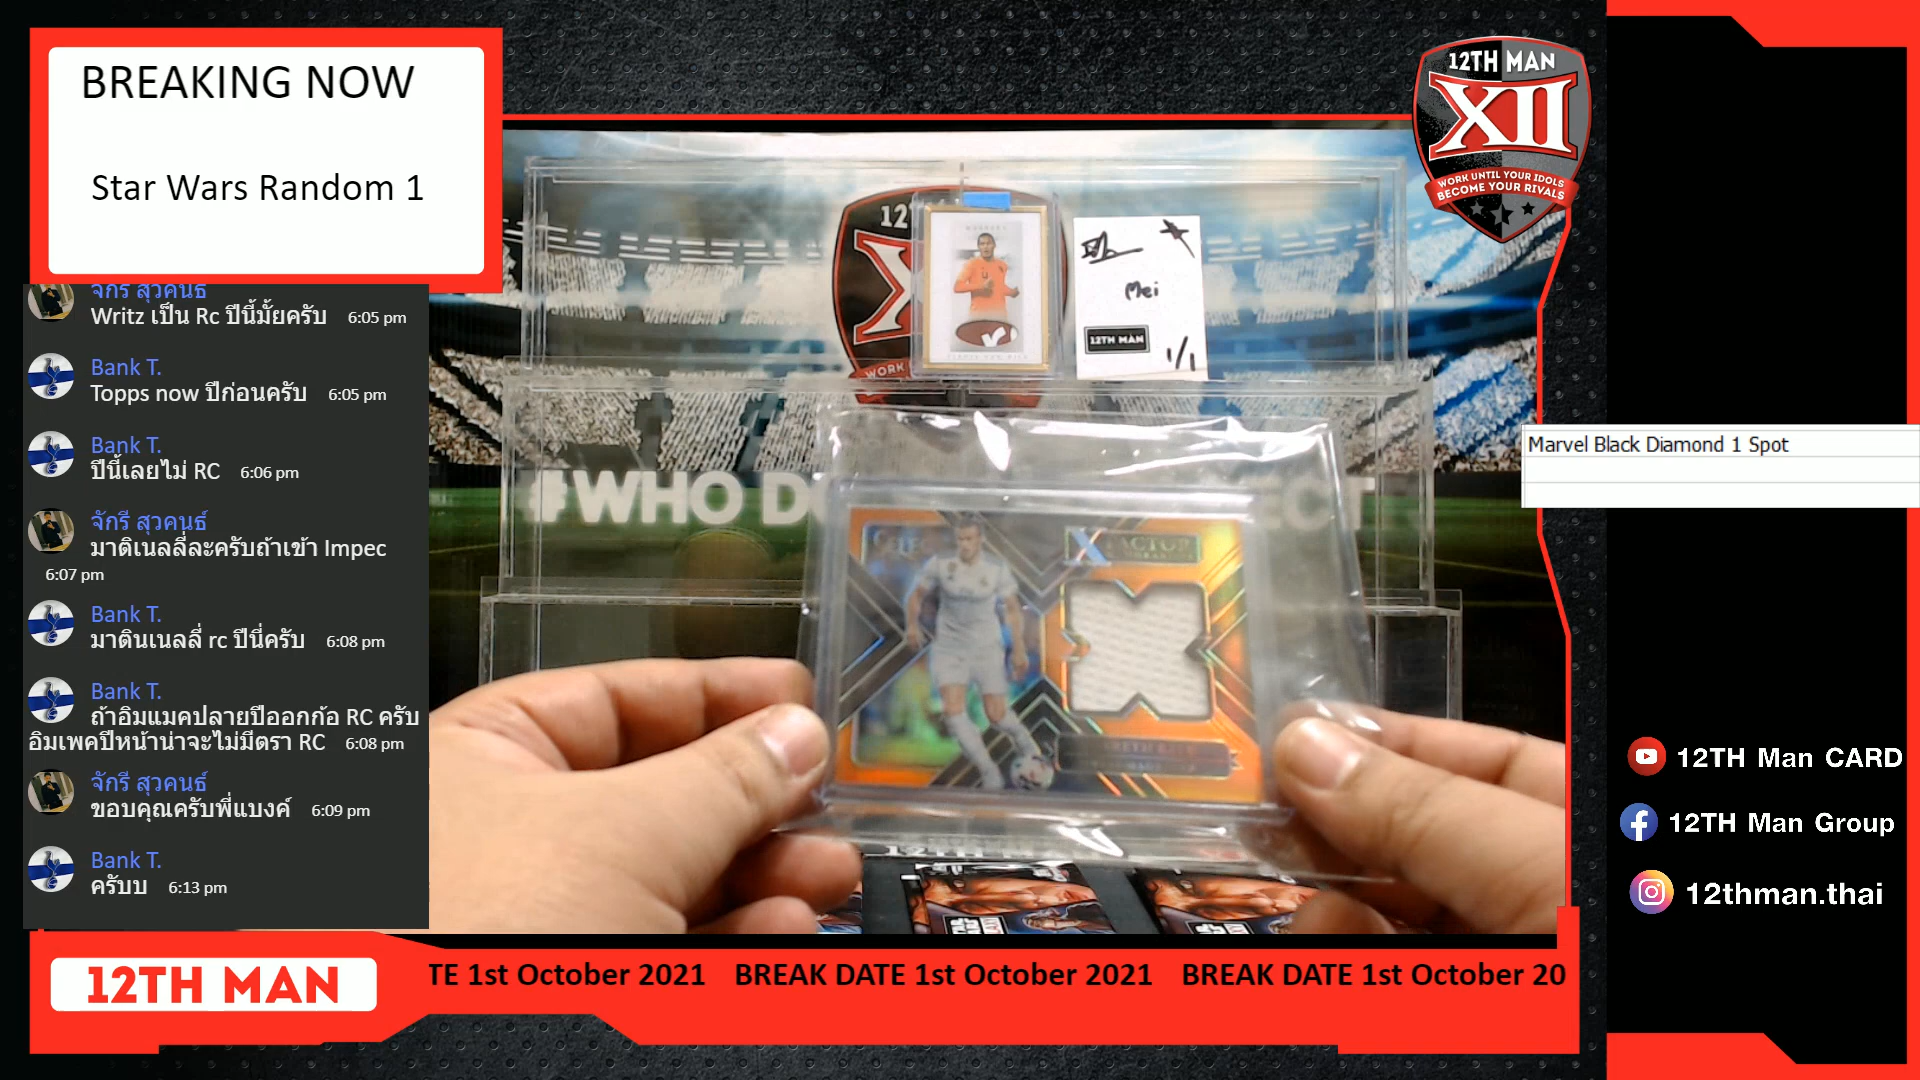 BREAKING NOW
Star Wars Random 1
จักรี สุวคนธ์
Writz เป็น Rc ปีนี้มั้ยครับ 6:05 pm
Bank T.
Topps now ปีก่อนครับ 6:05 pm
Bank T.
ปีนี้เลยไม่ RC 6:06 pm
จักรี สุวคนธ์
มาติเนลลี่ละครับถ้าเข้า Impec
6:07 pm
Bank T.
มาตินเนลลี่ rc ปีนี่ครับ 6:08 pm
Bank T.
ถ้าอิมแมคปลายปีออกก้อ RC ครับ
อิมเพคปีหน้าน่าจะไม่มีตรา RC 6:08 pm
จักรี สุวคนธ์
ขอบคุณครับพี่แบงค์ 6:09 pm
Bank T.
ครับบ 6:13 pm
12TH MAN
XII
WORK UNTIL YOUR IDOLS
BECOME YOUR RIVALS
12
WORK
Mei
12TH MAN
1/1
#WHO D
ECT
X FACTOR
12TH MAN
Marvel Black Diamond 1 Spot
12TH Man CARD
12TH Man Group
12thman.thai
12TH MAN
TE 1st October 2021 BREAK DATE 1st October 2021 BREAK DATE 1st October 20